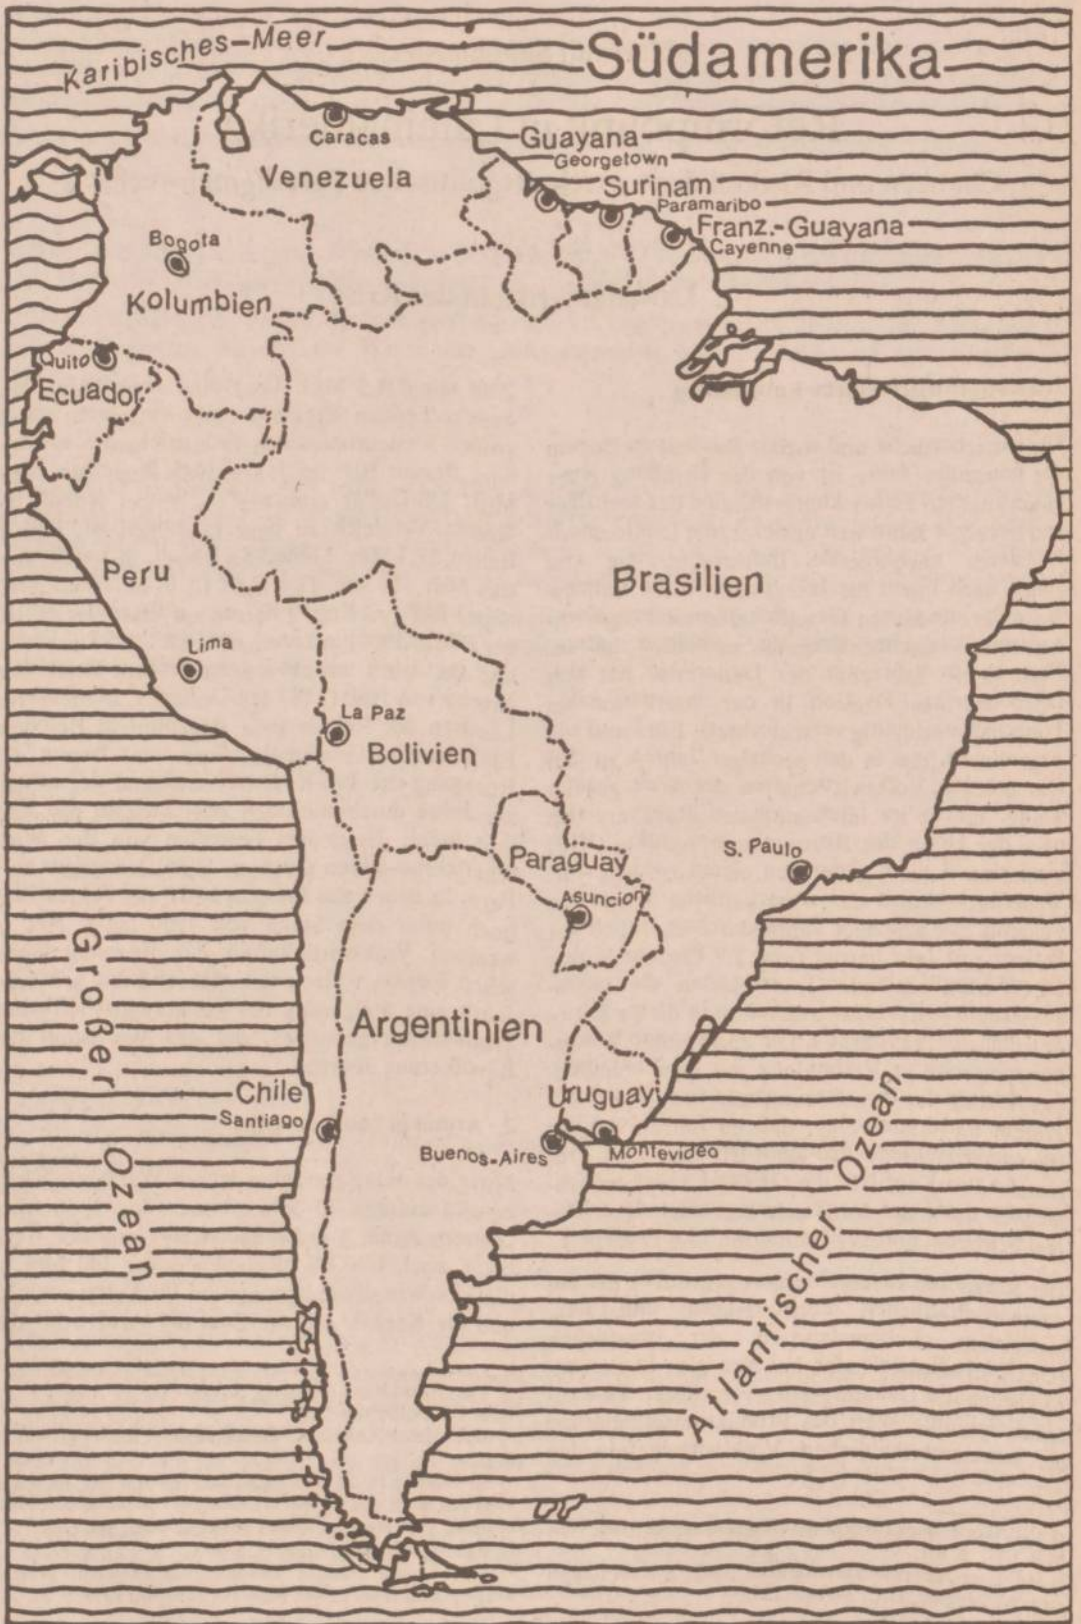 Karibisches-Meer
Südamerika
Caracas
Venezuela
Guayana
Georgetown
Surinam
Paramaribo
Franz.-Guayana
Cayenne
Bogota
Kolumbien
Quito
Ecuador
Peru
Brasilien
Lima
La Paz
Bolivien
Paraguay
S. Paulo
Asuncion
Großer Ozean
Argentinien
Chile
Santiago
Uruguay
Buenos-Aires
Montevideo
Atlantischer Ozean